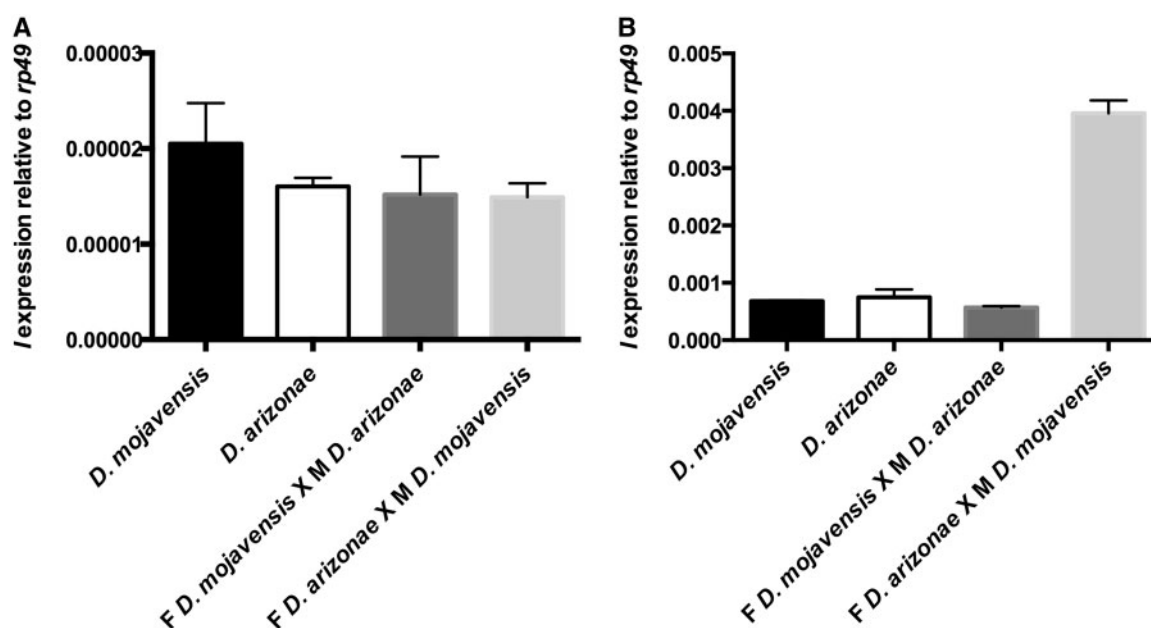 A
I expression relative to rp49
0.00003
0.00002
0.00001
0.00000
D. mojavensis
D. arizonae
F D. mojavensis X M D. arizonae
F D. arizonae X M D. mojavensis
B
I expression relative to rp49
0.005
0.004
0.003
0.002
0.001
0.000
D. mojavensis
D. arizonae
F D. mojavensis X M D. arizonae
F D. arizonae X M D. mojavensis